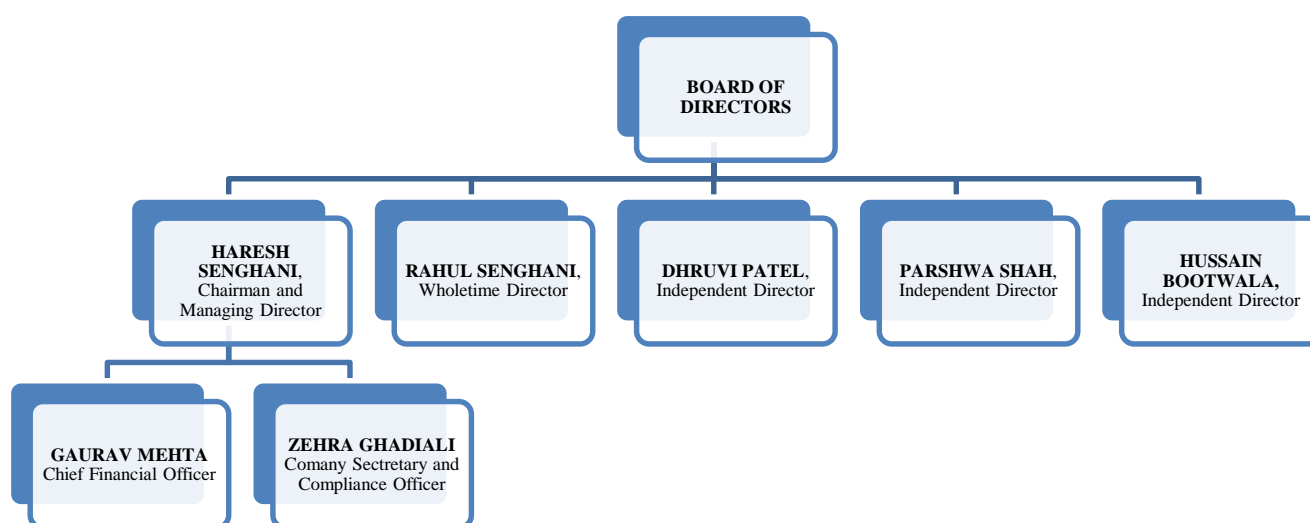 BOARD OF
DIRECTORS
HARESH
SENGHANI,
Chairman and
Managing Director
RAHUL SENGHANI,
Wholetime Director
DHRUVI PATEL,
Independent Director
PARSHWA SHAH,
Independent Director
HUSSAIN
BOOTWALA,
Independent Director
GAURAV MEHTA
Chief Financial Officer
ZEHRA GHADIALI
Comany Sectretary and
Compliance Officer